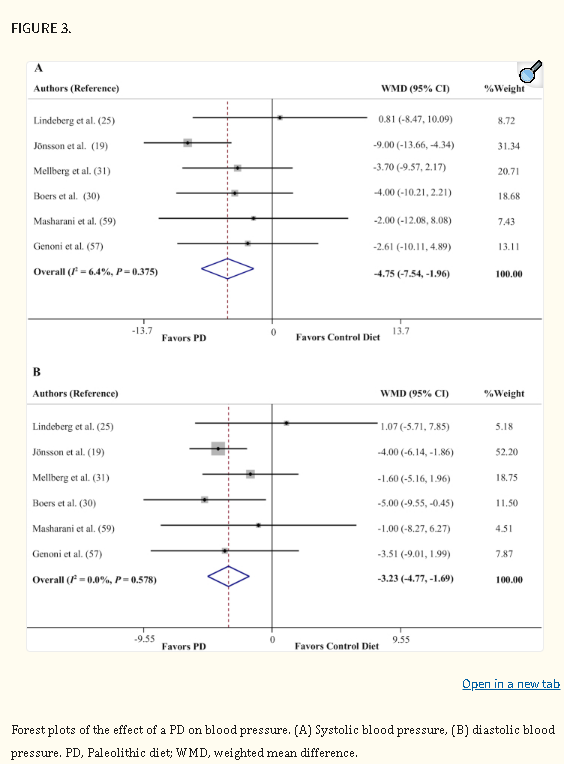 FIGURE 3.
A
Authors (Reference) WMD (95% CI) %Weight
Lindeberg et al. (25) 0.81 (-8.47, 10.09) 8.72
Jönsson et al. (19) -9.00 (-13.66, -4.34) 31.34
Mellberg et al. (31) -3.70 (-9.57, 2.17) 20.71
Boers et al. (30) -4.00 (-10.21, 2.21) 18.68
Masharani et al. (59) -2.00 (-12.08, 8.08) 7.43
Genoni et al. (57) -2.61 (-10.11, 4.89) 13.11
Overall (I² = 6.4%, P = 0.375) -4.75 (-7.54, -1.96) 100.00
-13.7 0 13.7
Favors PD Favors Control Diet
B
Authors (Reference) WMD (95% CI) %Weight
Lindeberg et al. (25) 1.07 (-5.71, 7.85) 5.18
Jönsson et al. (19) -4.00 (-6.14, -1.86) 52.20
Mellberg et al. (31) -1.60 (-5.16, 1.96) 18.75
Boers et al. (30) -5.00 (-9.55, -0.45) 11.50
Masharani et al. (59) -1.00 (-8.27, 6.27) 4.51
Genoni et al. (57) -3.51 (-9.01, 1.99) 7.87
Overall (I² = 0.0%, P = 0.578) -3.23 (-4.77, -1.69) 100.00
-9.55 0 9.55
Favors PD Favors Control Diet
Open in a new tab
Forest plots of the effect of a PD on blood pressure. (A) Systolic blood pressure, (B) diastolic blood
pressure. PD, Paleolithic diet; WMD, weighted mean difference.